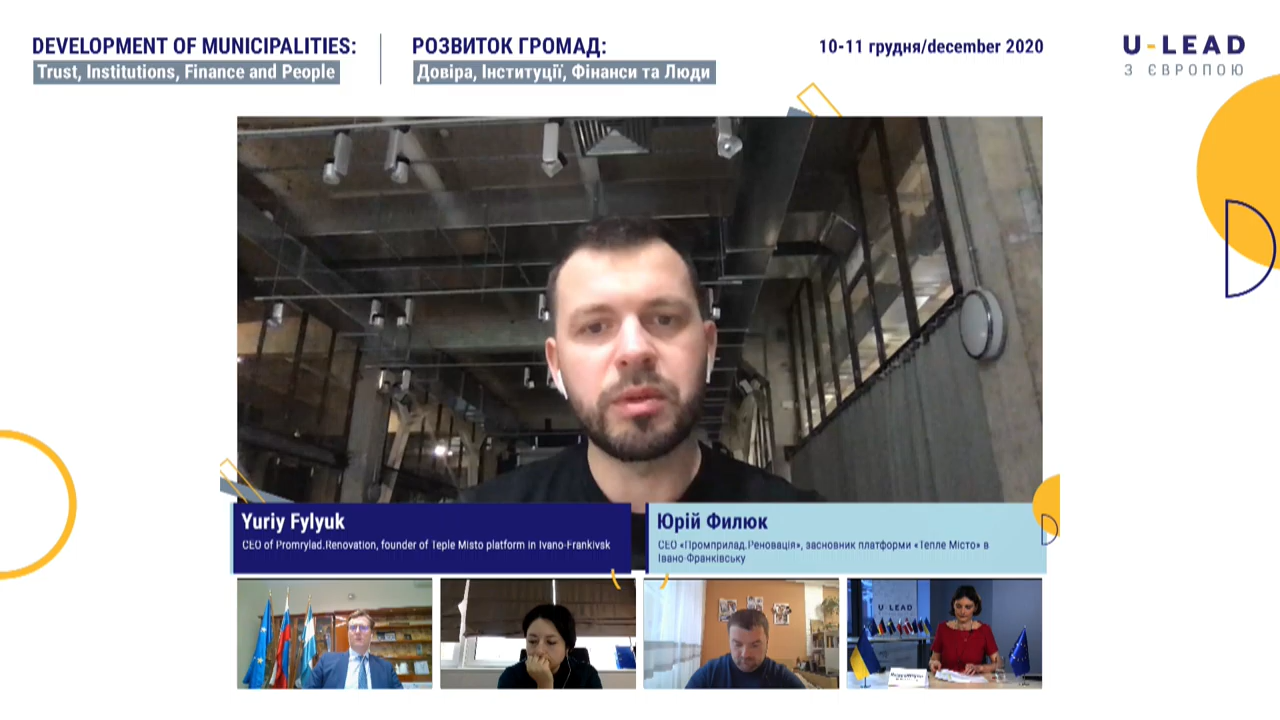 DEVELOPMENT OF MUNICIPALITIES:
Trust, Institutions, Finance and People
РОЗВИТОК ГРОМАД:
Довіра, Інституції, Фінанси та Люди
10-11 грудня/december 2020
U-LEAD
З ЄВРОПОЮ
Yuriy Fylyuk
CEO of Promrylad.Renovation, founder of Teple Misto platform in Ivano-Frankivsk
Юрій Филюк
CEO «Промприлад.Реновація», засновник платформи «Тепле Місто» в
Івано-Франківську
U-LEAD